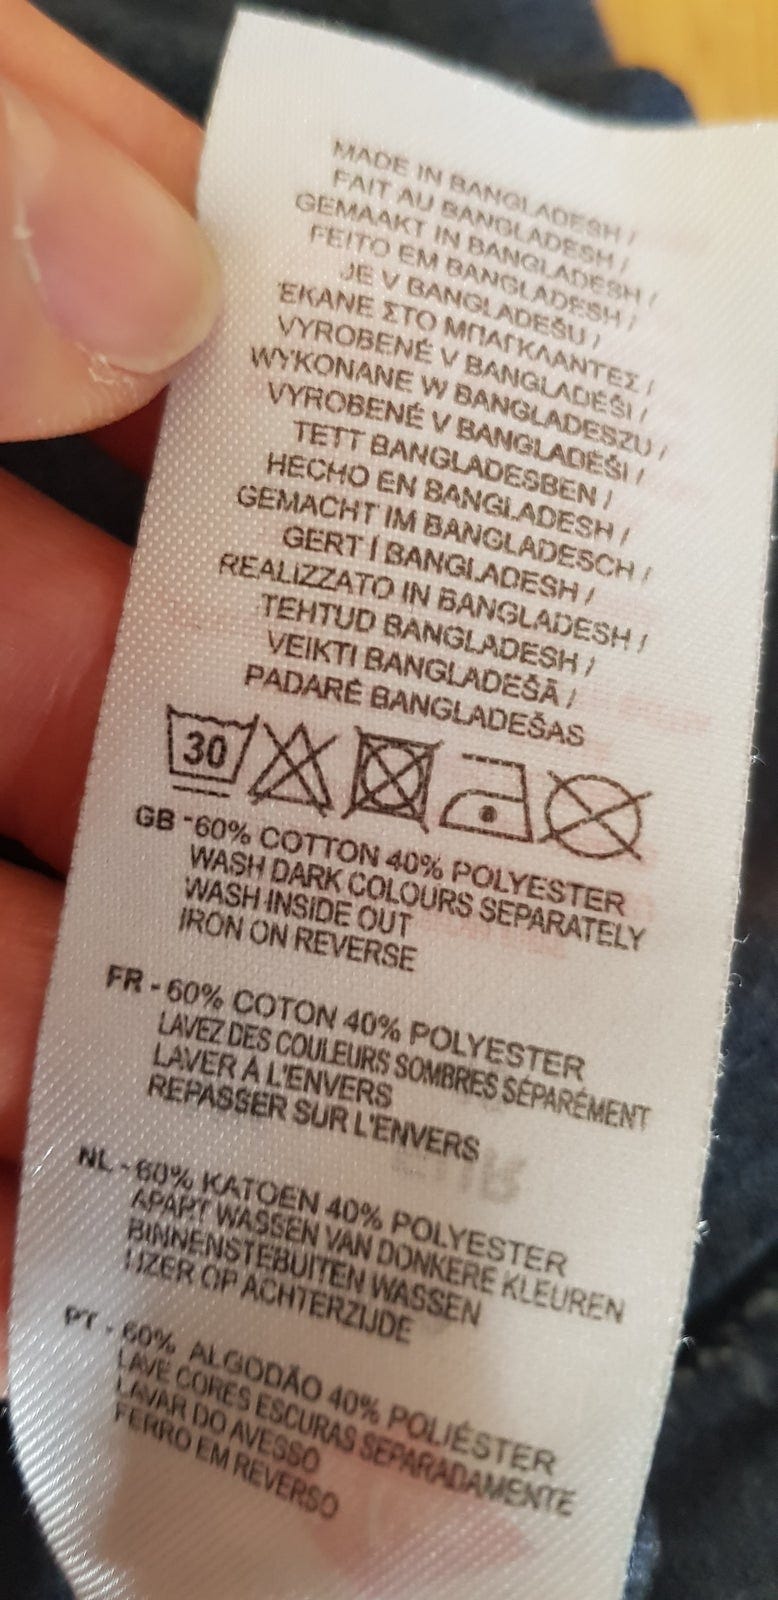 MADE IN BANGLADESH /
FAIT AU BANGLADESH /
GEMAAKT IN BANGLADESH /
FEITO EM BANGLADESH /
JE V BANGLADEŠU /
ΈΚΑΝΕ ΣΤΟ ΜΠΑΓΚΛΑΝΤΕΣ /
VYROBENÉ V BANGLADÉŠI /
WYKONANE W BANGLADESZU /
VYROBENÉ V BANGLADÉŠI /
TETT BANGLADESBEN /
HECHO EN BANGLADESH /
GEMACHT IM BANGLADESCH /
GERT Í BANGLADESH /
REALIZZATO IN BANGLADESH /
TEHTUD BANGLADESH /
VEIKTI BANGLADEŠĀ /
PADARĖ BANGLADEŠAS
30
GB - 60% COTTON 40% POLYESTER
WASH DARK COLOURS SEPARATELY
WASH INSIDE OUT
IRON ON REVERSE
FR - 60% COTON 40% POLYESTER
LAVEZ DES COULEURS SOMBRES SÉPARÉMENT
LAVER À L'ENVERS
REPASSER SUR L'ENVERS
NL - 60% KATOEN 40% POLYESTER
APART WASSEN VAN DONKERE KLEUREN
BINNENSTEBUITEN WASSEN
IJZER OP ACHTERZIJDE
PT - 60% ALGODÃO 40% POLIÉSTER
LAVE CORES ESCURAS SEPARADAMENTE
LAVAR DO AVESSO
FERRO EM REVERSO